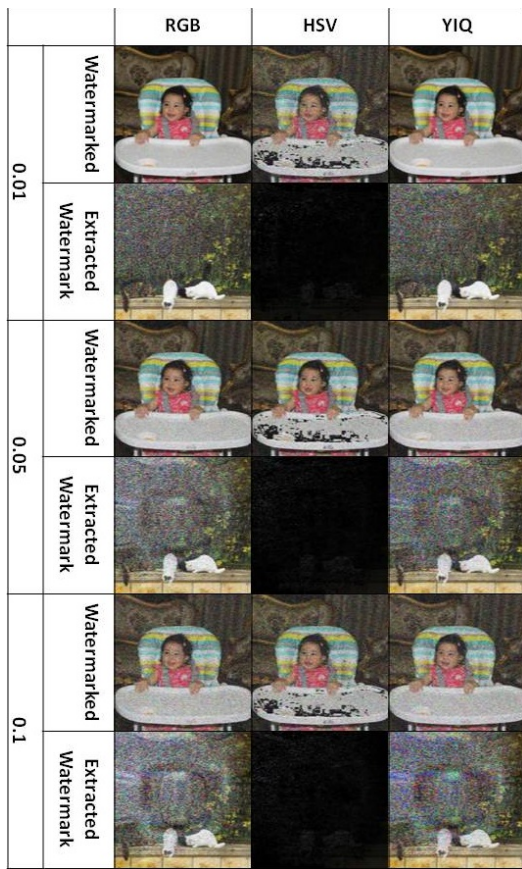 RGB HSV YIQ
0.01
Watermarked
Extracted
Watermark
0.05
Watermarked
Extracted
Watermark
0.1
Watermarked
Extracted
Watermark